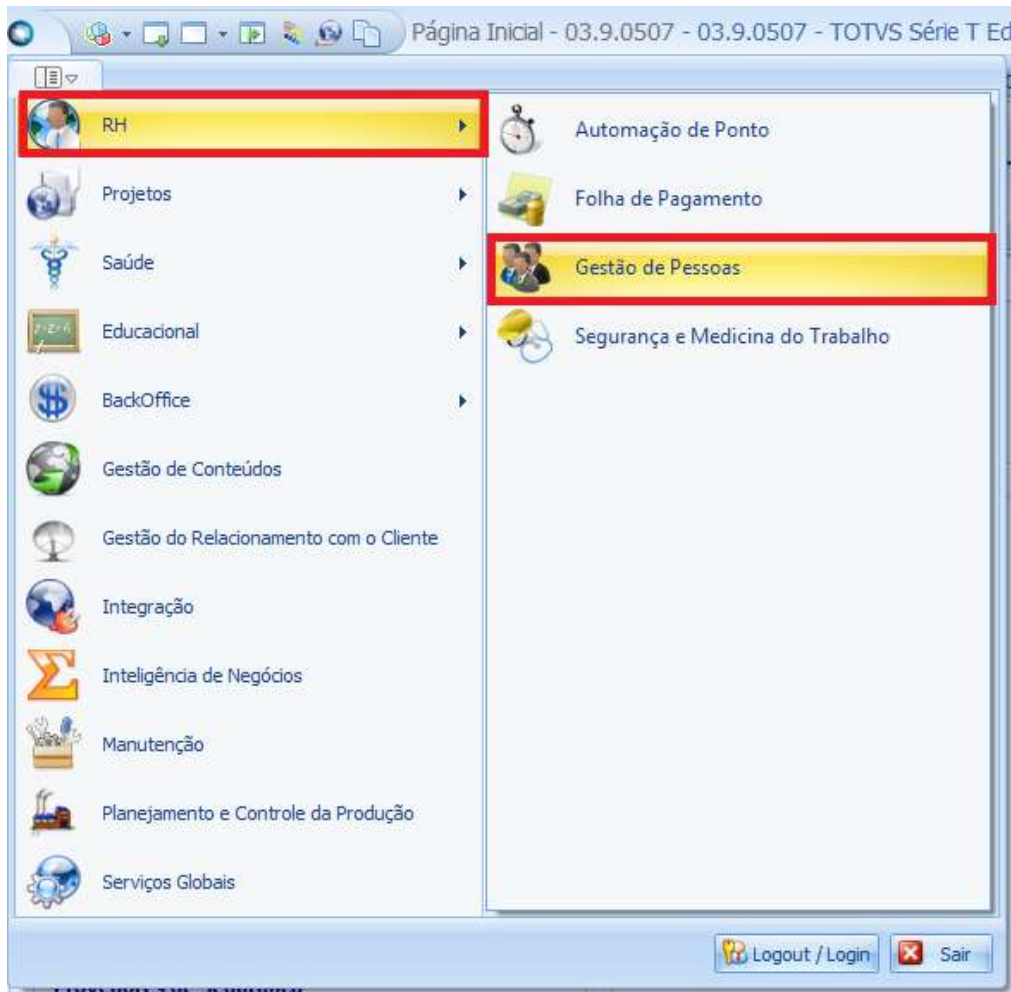 Página Inicial - 03.9.0507 - 03.9.0507 - TOTVS Série T Ed
RH
Projetos
Saúde
Educacional
BackOffice
Gestão de Conteúdos
Gestão do Relacionamento com o Cliente
Integração
Inteligência de Negócios
Manutenção
Planejamento e Controle da Produção
Serviços Globais
Automação de Ponto
Folha de Pagamento
Gestão de Pessoas
Segurança e Medicina do Trabalho
Logout / Login
Sair